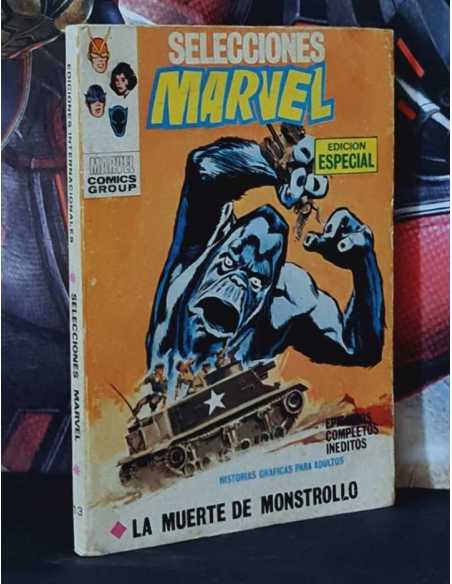 SELECCIONES
MARVEL
EDICION
ESPECIAL
MARVEL
COMICS
GROUP
EPISODIOS
COMPLETOS
INEDITOS
HISTORIAS GRAFICAS PARA ADULTOS
LA MUERTE DE MONSTROLLO
EDICIONES INTERNACIONALES
SELECCIONES MARVEL
13